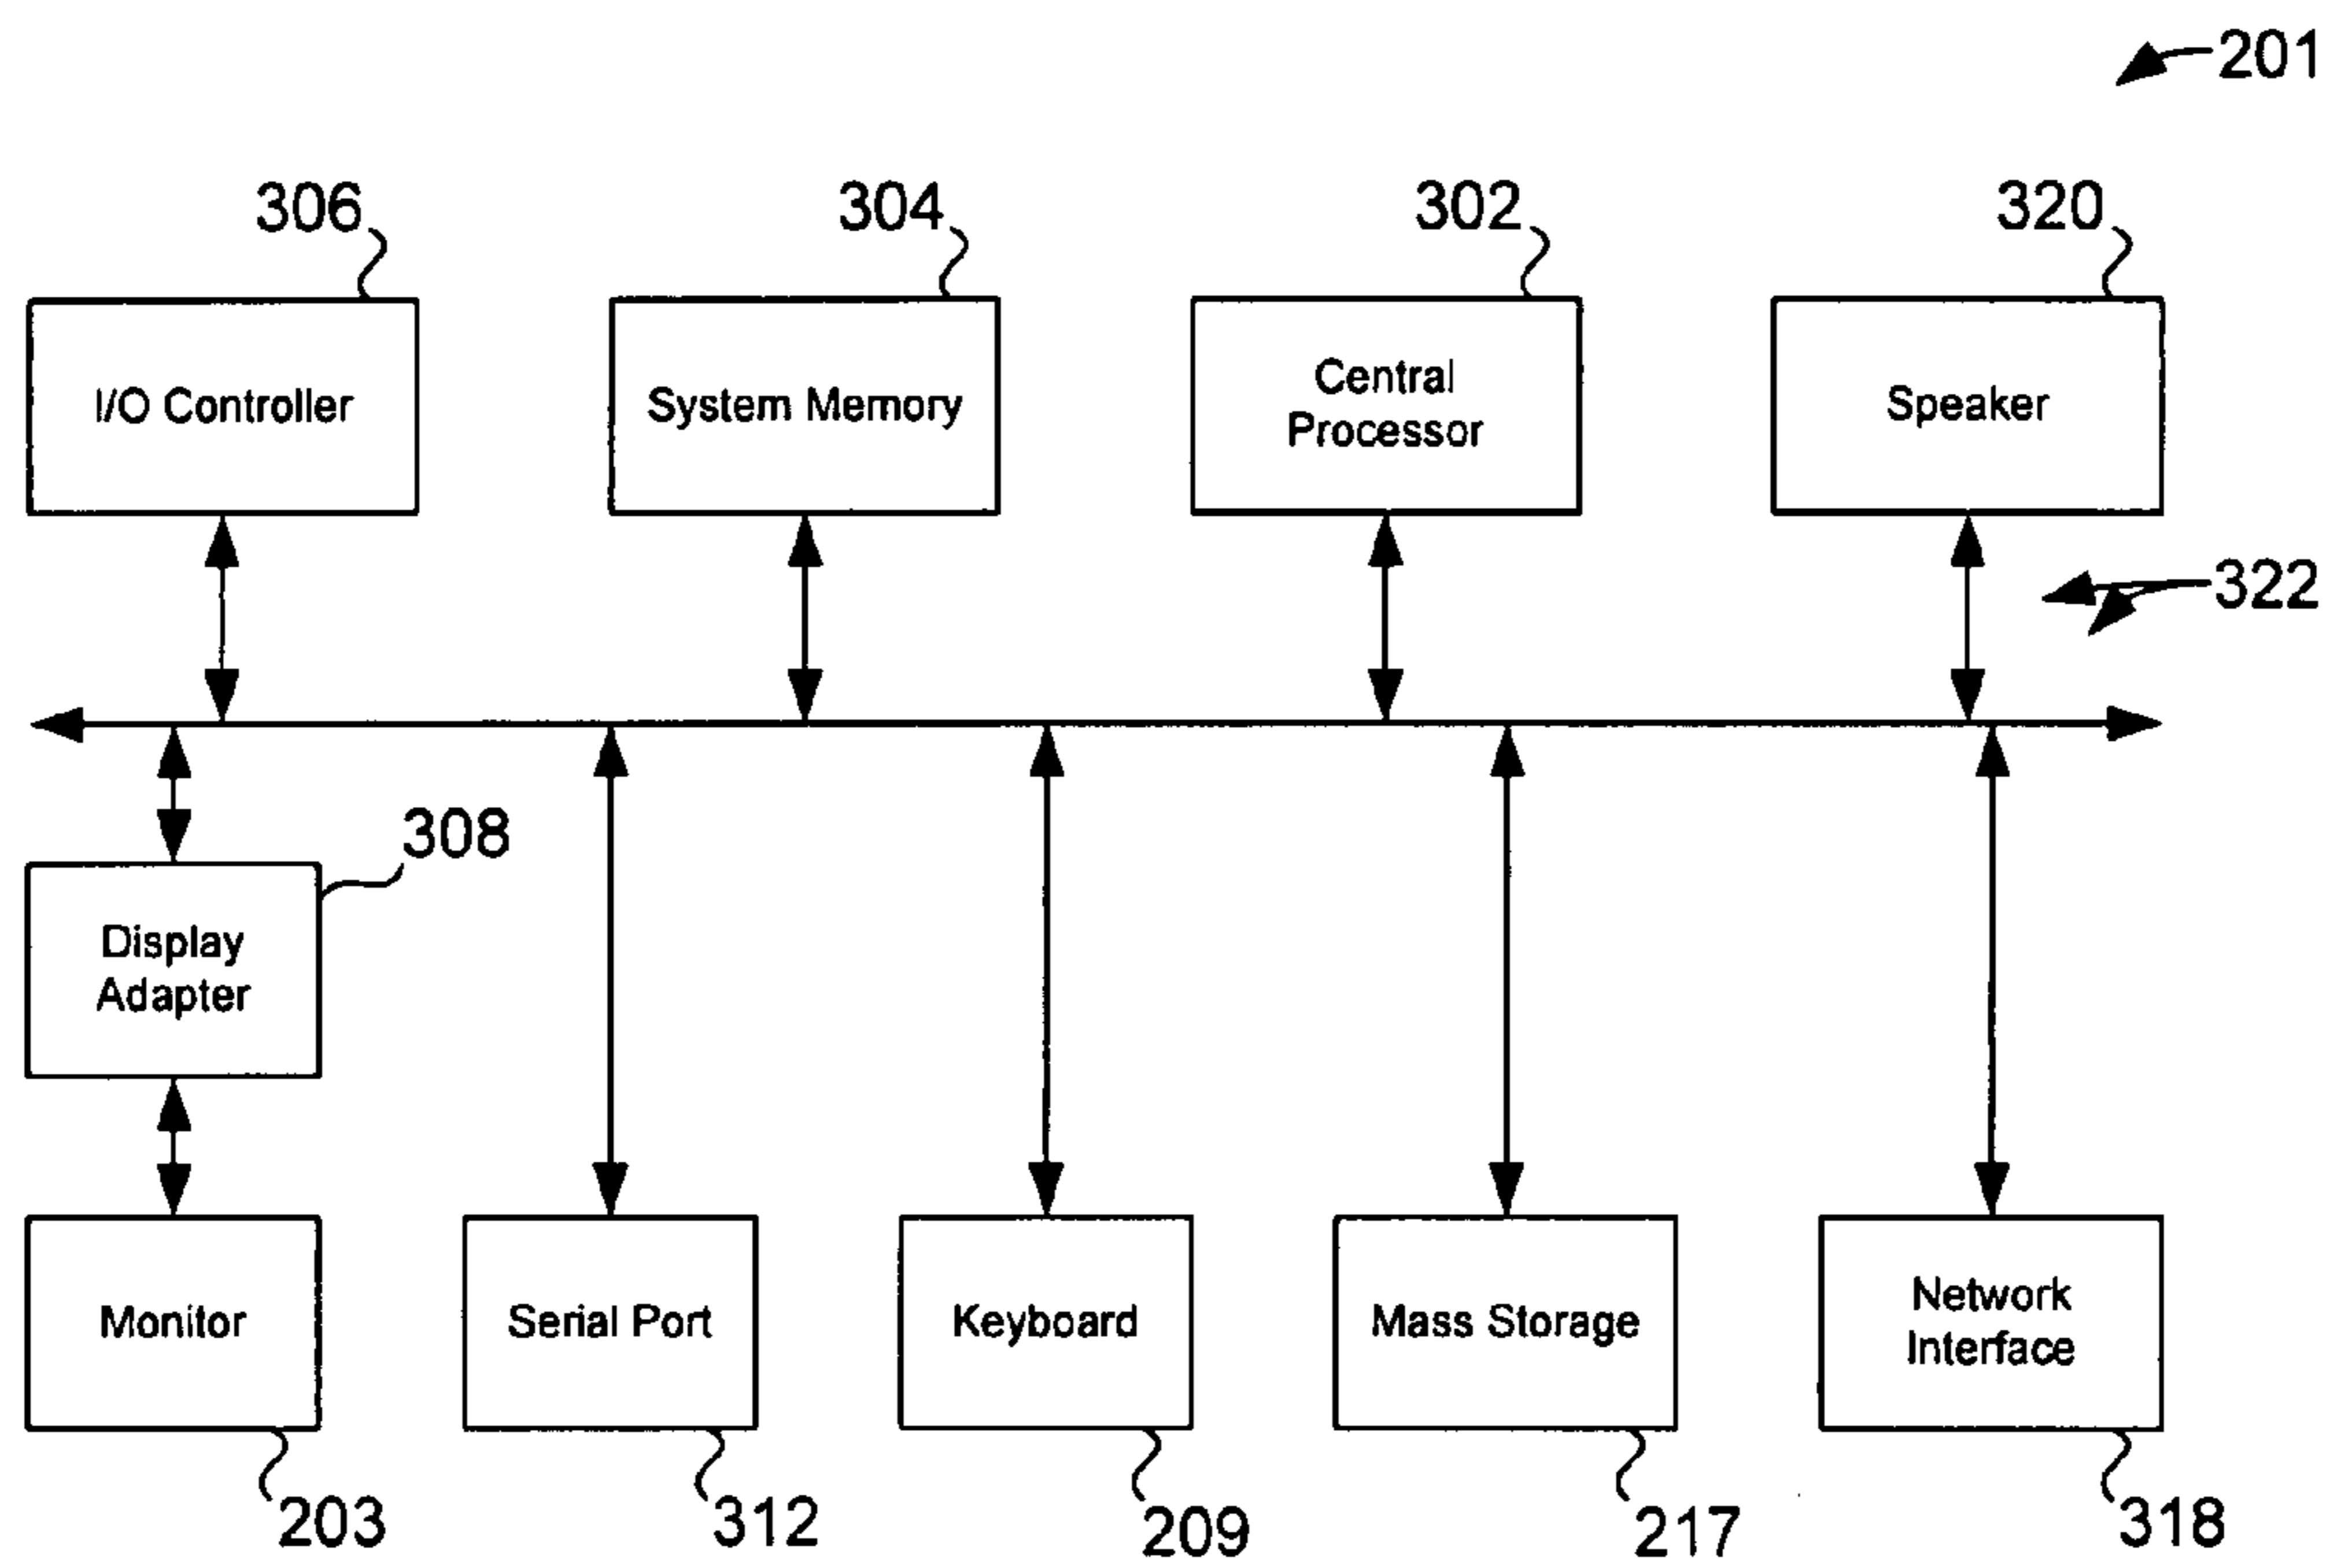 201
306
304
302
320
I/O Controller
System Memory
Central
Processor
Speaker
322
308
Display
Adapter
Monitor
Serial Port
Keyboard
Mass Storage
Network
Interface
203
312
209
217
318